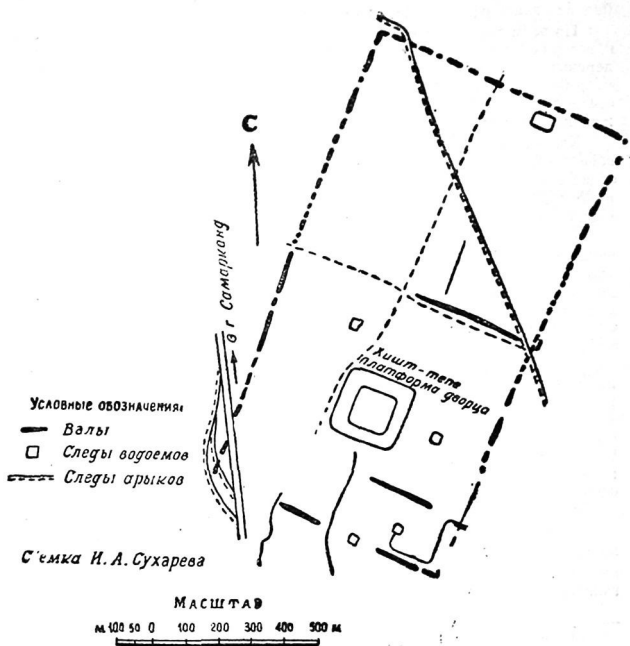 С
в г Самарканд
Хишт-тепе
платформа дворца
Условные обозначения:
Валы
Следы водоемов
Следы арыков
С'емка И. А. Сухарева
Масштаб
м 100 50 0 100 200 300 400 500 м